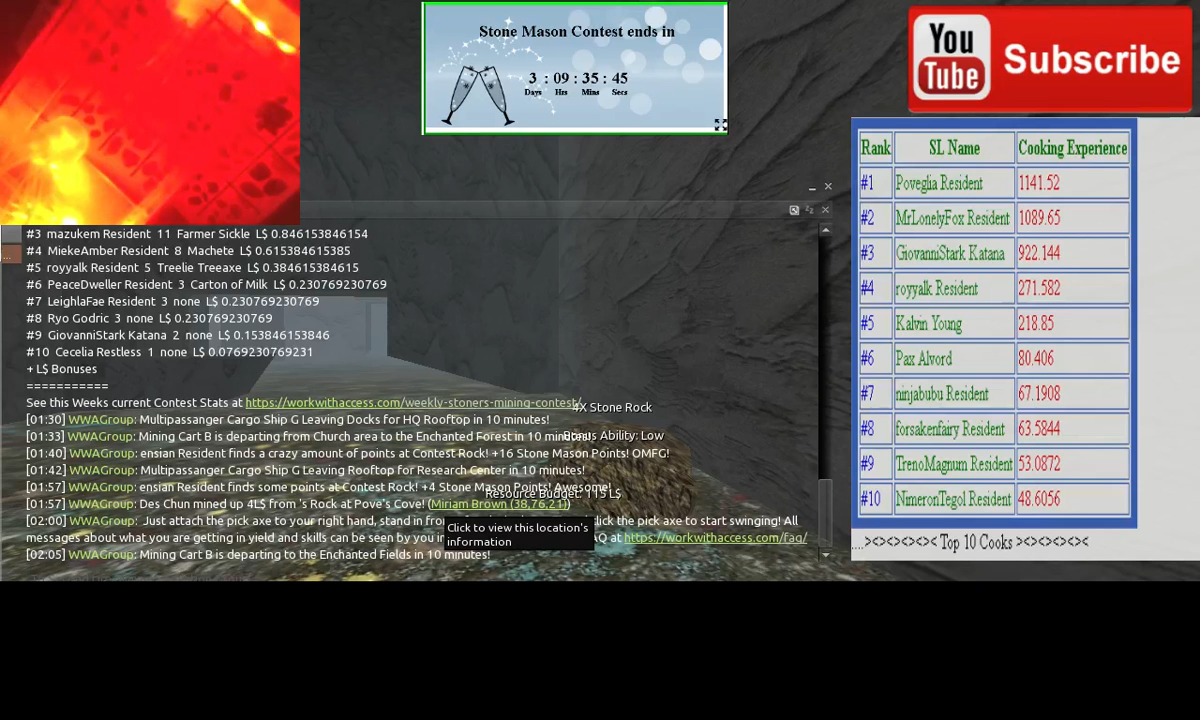 Stone Mason Contest ends in
3 : 09 : 35 : 45
Days Hrs Mins Secs
You Tube Subscribe
#3 mazukem Resident 11 Farmer Sickle L$ 0.846153846154
#4 MiekeAmber Resident 8 Machete L$ 0.615384615385
#5 royyalk Resident 5 Treelie Treeaxe L$ 0.384615384615
#6 PeaceDweller Resident 3 Carton of Milk L$ 0.230769230769
#7 LeighlaFae Resident 3 none L$ 0.230769230769
#8 Ryo Godric 3 none L$ 0.230769230769
#9 GiovanniStark Katana 2 none L$ 0.153846153846
#10 Cecelia Restless 1 none L$ 0.0769230769231
+ L$ Bonuses
===========
See this Weeks current Contest Stats at https://workwithaccess.com/weekly-stoners-mining-contest/
4X Stone Rock
[01:30] WWAGroup: Multipassenger Cargo Ship G Leaving Docks for HQ Rooftop in 10 minutes!
[01:33] WWAGroup: Mining Cart B is departing from Church area to the Enchanted Forest in 10 minutes!
Bonus Ability: Low
[01:40] WWAGroup: ensian Resident finds a crazy amount of points at Contest Rock! +16 Stone Mason Points! OMFG!
[01:42] WWAGroup: Multipassanger Cargo Ship G Leaving Rooftop for Research Center in 10 minutes!
[01:57] WWAGroup: ensian Resident finds some points at Contest Rock! +4 Stone Mason Points! Awesome!
Resource Budget: 115 L$
[01:57] WWAGroup: Des Chun mined up 4L$ from 's Rock at Pove's Cove! (Miriam Brown (38,76,21))
[02:00] WWAGroup: Just attach the pick axe to your right hand, stand in click the pick axe to start swinging! All
messages about what you are getting in yield and skills can be seen by you in at https://workwithaccess.com/faq/
Click to view this location's
information
[02:05] WWAGroup: Mining Cart B is departing to the Enchanted Fields in 10 minutes!
Rank SL Name Cooking Experience
#1 Poveglia Resident 1141.52
#2 MrLonelyFox Resident 1089.65
#3 GiovanniStark Katana 922.144
#4 royyalk Resident 271.582
#5 Kalvin Young 218.85
#6 Pax Alvord 80.406
#7 ninjabubu Resident 67.1908
#8 forsakenfairy Resident 63.5844
#9 TrenoMagnum Resident 53.0872
#10 NimeronTegol Resident 48.6056
....><><><>< Top 10 Cooks ><><><><><